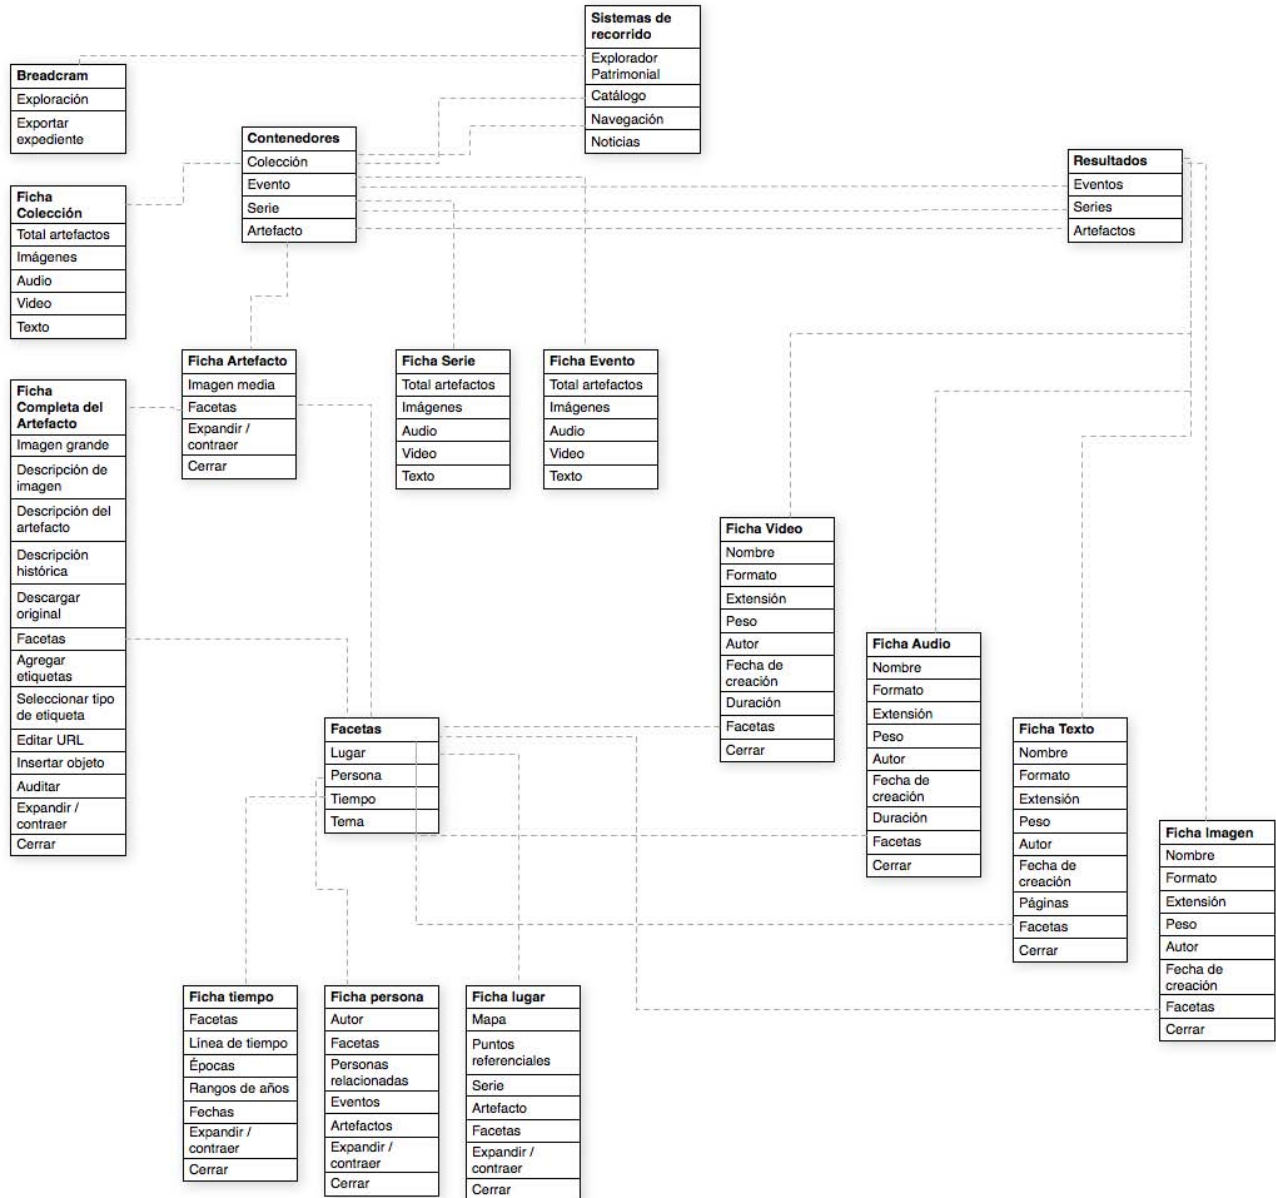 Sistemas de
recorrido
Explorador
Patrimonial
Catálogo
Navegación
Noticias
Breadcram
Exploración
Exportar
expediente
Contenedores
Colección
Evento
Serie
Artefacto
Resultados
Eventos
Series
Artefactos
Ficha
Colección
Total artefactos
Imágenes
Audio
Video
Texto
Ficha Artefacto
Imagen media
Facetas
Expandir /
contraer
Cerrar
Ficha Serie
Total artefactos
Imágenes
Audio
Video
Texto
Ficha Evento
Total artefactos
Imágenes
Audio
Video
Texto
Ficha
Completa del
Artefacto
Imagen grande
Descripción de
imagen
Descripción del
artefacto
Descripción
histórica
Descargar
original
Facetas
Agregar
etiquetas
Seleccionar tipo
de etiqueta
Editar URL
Insertar objeto
Auditar
Expandir /
contraer
Cerrar
Ficha Video
Nombre
Formato
Extensión
Peso
Autor
Fecha de
creación
Duración
Facetas
Cerrar
Ficha Audio
Nombre
Formato
Extensión
Peso
Autor
Fecha de
creación
Duración
Facetas
Cerrar
Facetas
Lugar
Persona
Tiempo
Tema
Ficha Texto
Nombre
Formato
Extensión
Peso
Autor
Fecha de
creación
Páginas
Facetas
Cerrar
Ficha Imagen
Nombre
Formato
Extensión
Peso
Autor
Fecha de
creación
Facetas
Cerrar
Ficha tiempo
Facetas
Línea de tiempo
Épocas
Rangos de años
Fechas
Expandir /
contraer
Cerrar
Ficha persona
Autor
Facetas
Personas
relacionadas
Eventos
Artefactos
Expandir /
contraer
Cerrar
Ficha lugar
Mapa
Puntos
referenciales
Serie
Artefacto
Facetas
Expandir /
contraer
Cerrar